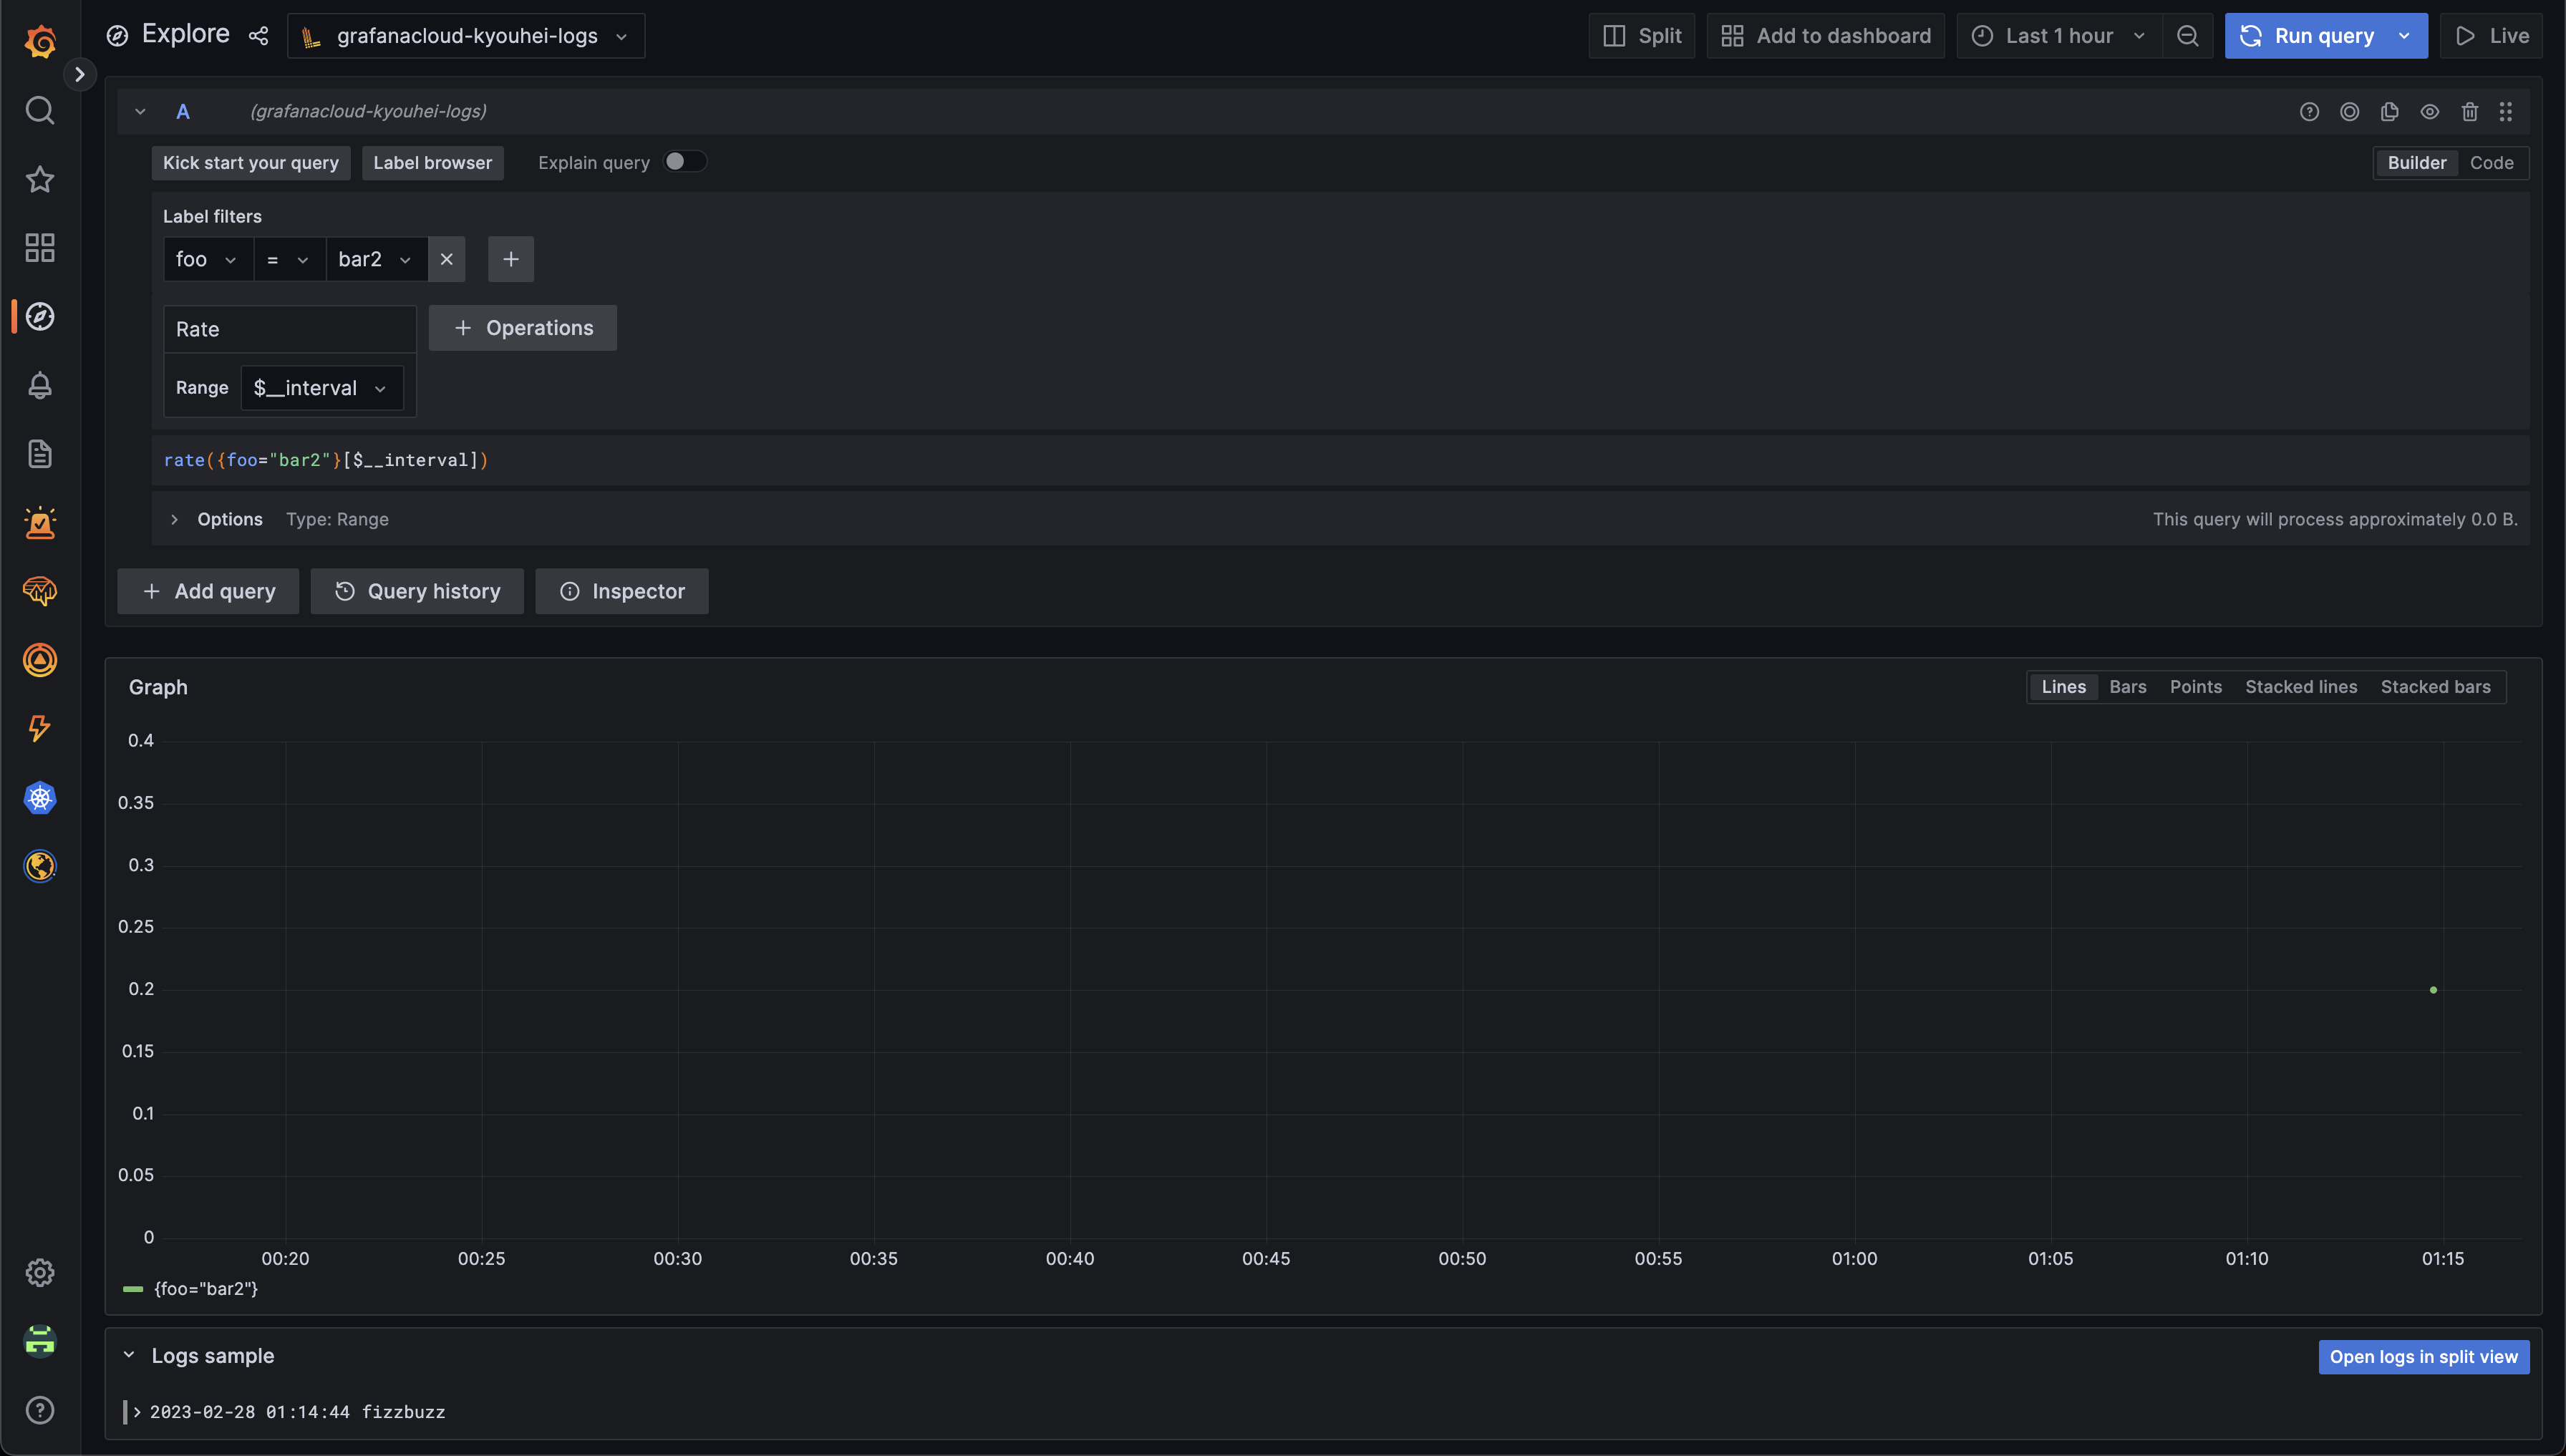 Explore grafanacloud-kyouhei-logs Split Add to dashboard Last 1 hour Run query Live
A (grafanacloud-kyouhei-logs)
Kick start your query Label browser Explain query Builder Code
Label filters
foo = bar2
Rate Operations
Range $__interval
rate({foo="bar2"}[$__interval])
Options Type: Range This query will process approximately 0.0 B.
Add query Query history Inspector
Graph Lines Bars Points Stacked lines Stacked bars
0.4
0.35
0.3
0.25
0.2
0.15
0.1
0.05
0
00:20 00:25 00:30 00:35 00:40 00:45 00:50 00:55 01:00 01:05 01:10 01:15
{foo="bar2"}
Logs sample Open logs in split view
2023-02-28 01:14:44 fizzbuzz